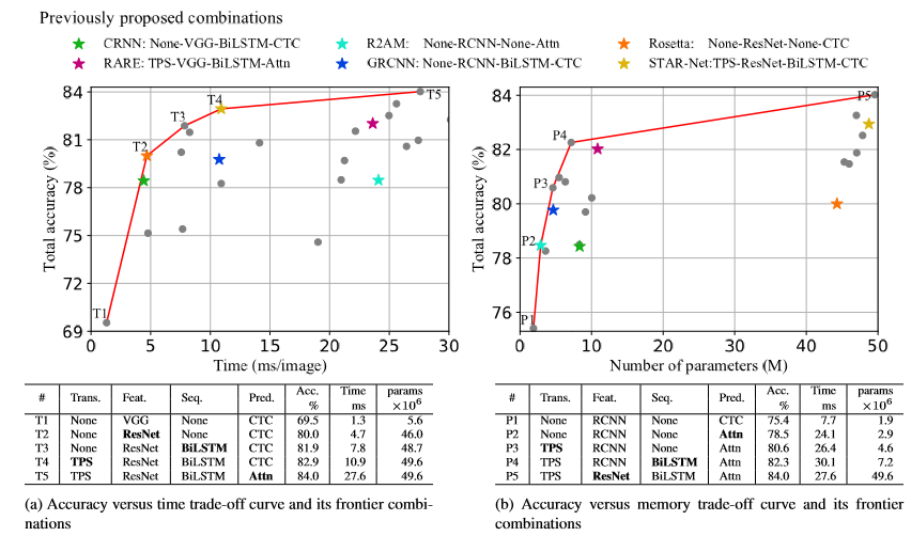 Previously proposed combinations
CRNN: None-VGG-BiLSTM-CTC
R2AM: None-RCNN-None-Attn
Rosetta: None-ResNet-None-CTC
RARE: TPS-VGG-BiLSTM-Attn
GRCNN: None-RCNN-BiLSTM-CTC
STAR-Net:TPS-ResNet-BiLSTM-CTC
Total accuracy (%)
84
81
78
75
72
69
T1
T2
T3
T4
T5
0 5 10 15 20 25 30
Time (ms/image)
Total accuracy (%)
84
82
80
78
76
P1
P2
P3
P4
P5
0 10 20 30 40 50
Number of parameters (M)
# Trans. Feat. Seq. Pred. Acc. % Time ms params ×10⁶
T1 None VGG None CTC 69.5 1.3 5.6
T2 None ResNet None CTC 80.0 4.7 46.0
T3 None ResNet BiLSTM CTC 81.9 7.8 48.7
T4 TPS ResNet BiLSTM CTC 82.9 10.9 49.6
T5 TPS ResNet BiLSTM Attn 84.0 27.6 49.6
(a) Accuracy versus time trade-off curve and its frontier combi-
nations
# Trans. Feat. Seq. Pred. Acc. % Time ms params ×10⁶
P1 None RCNN None CTC 75.4 7.7 1.9
P2 None RCNN None Attn 78.5 24.1 2.9
P3 TPS RCNN None Attn 80.6 26.4 4.6
P4 TPS RCNN BiLSTM Attn 82.3 30.1 7.2
P5 TPS ResNet BiLSTM Attn 84.0 27.6 49.6
(b) Accuracy versus memory trade-off curve and its frontier
combinations